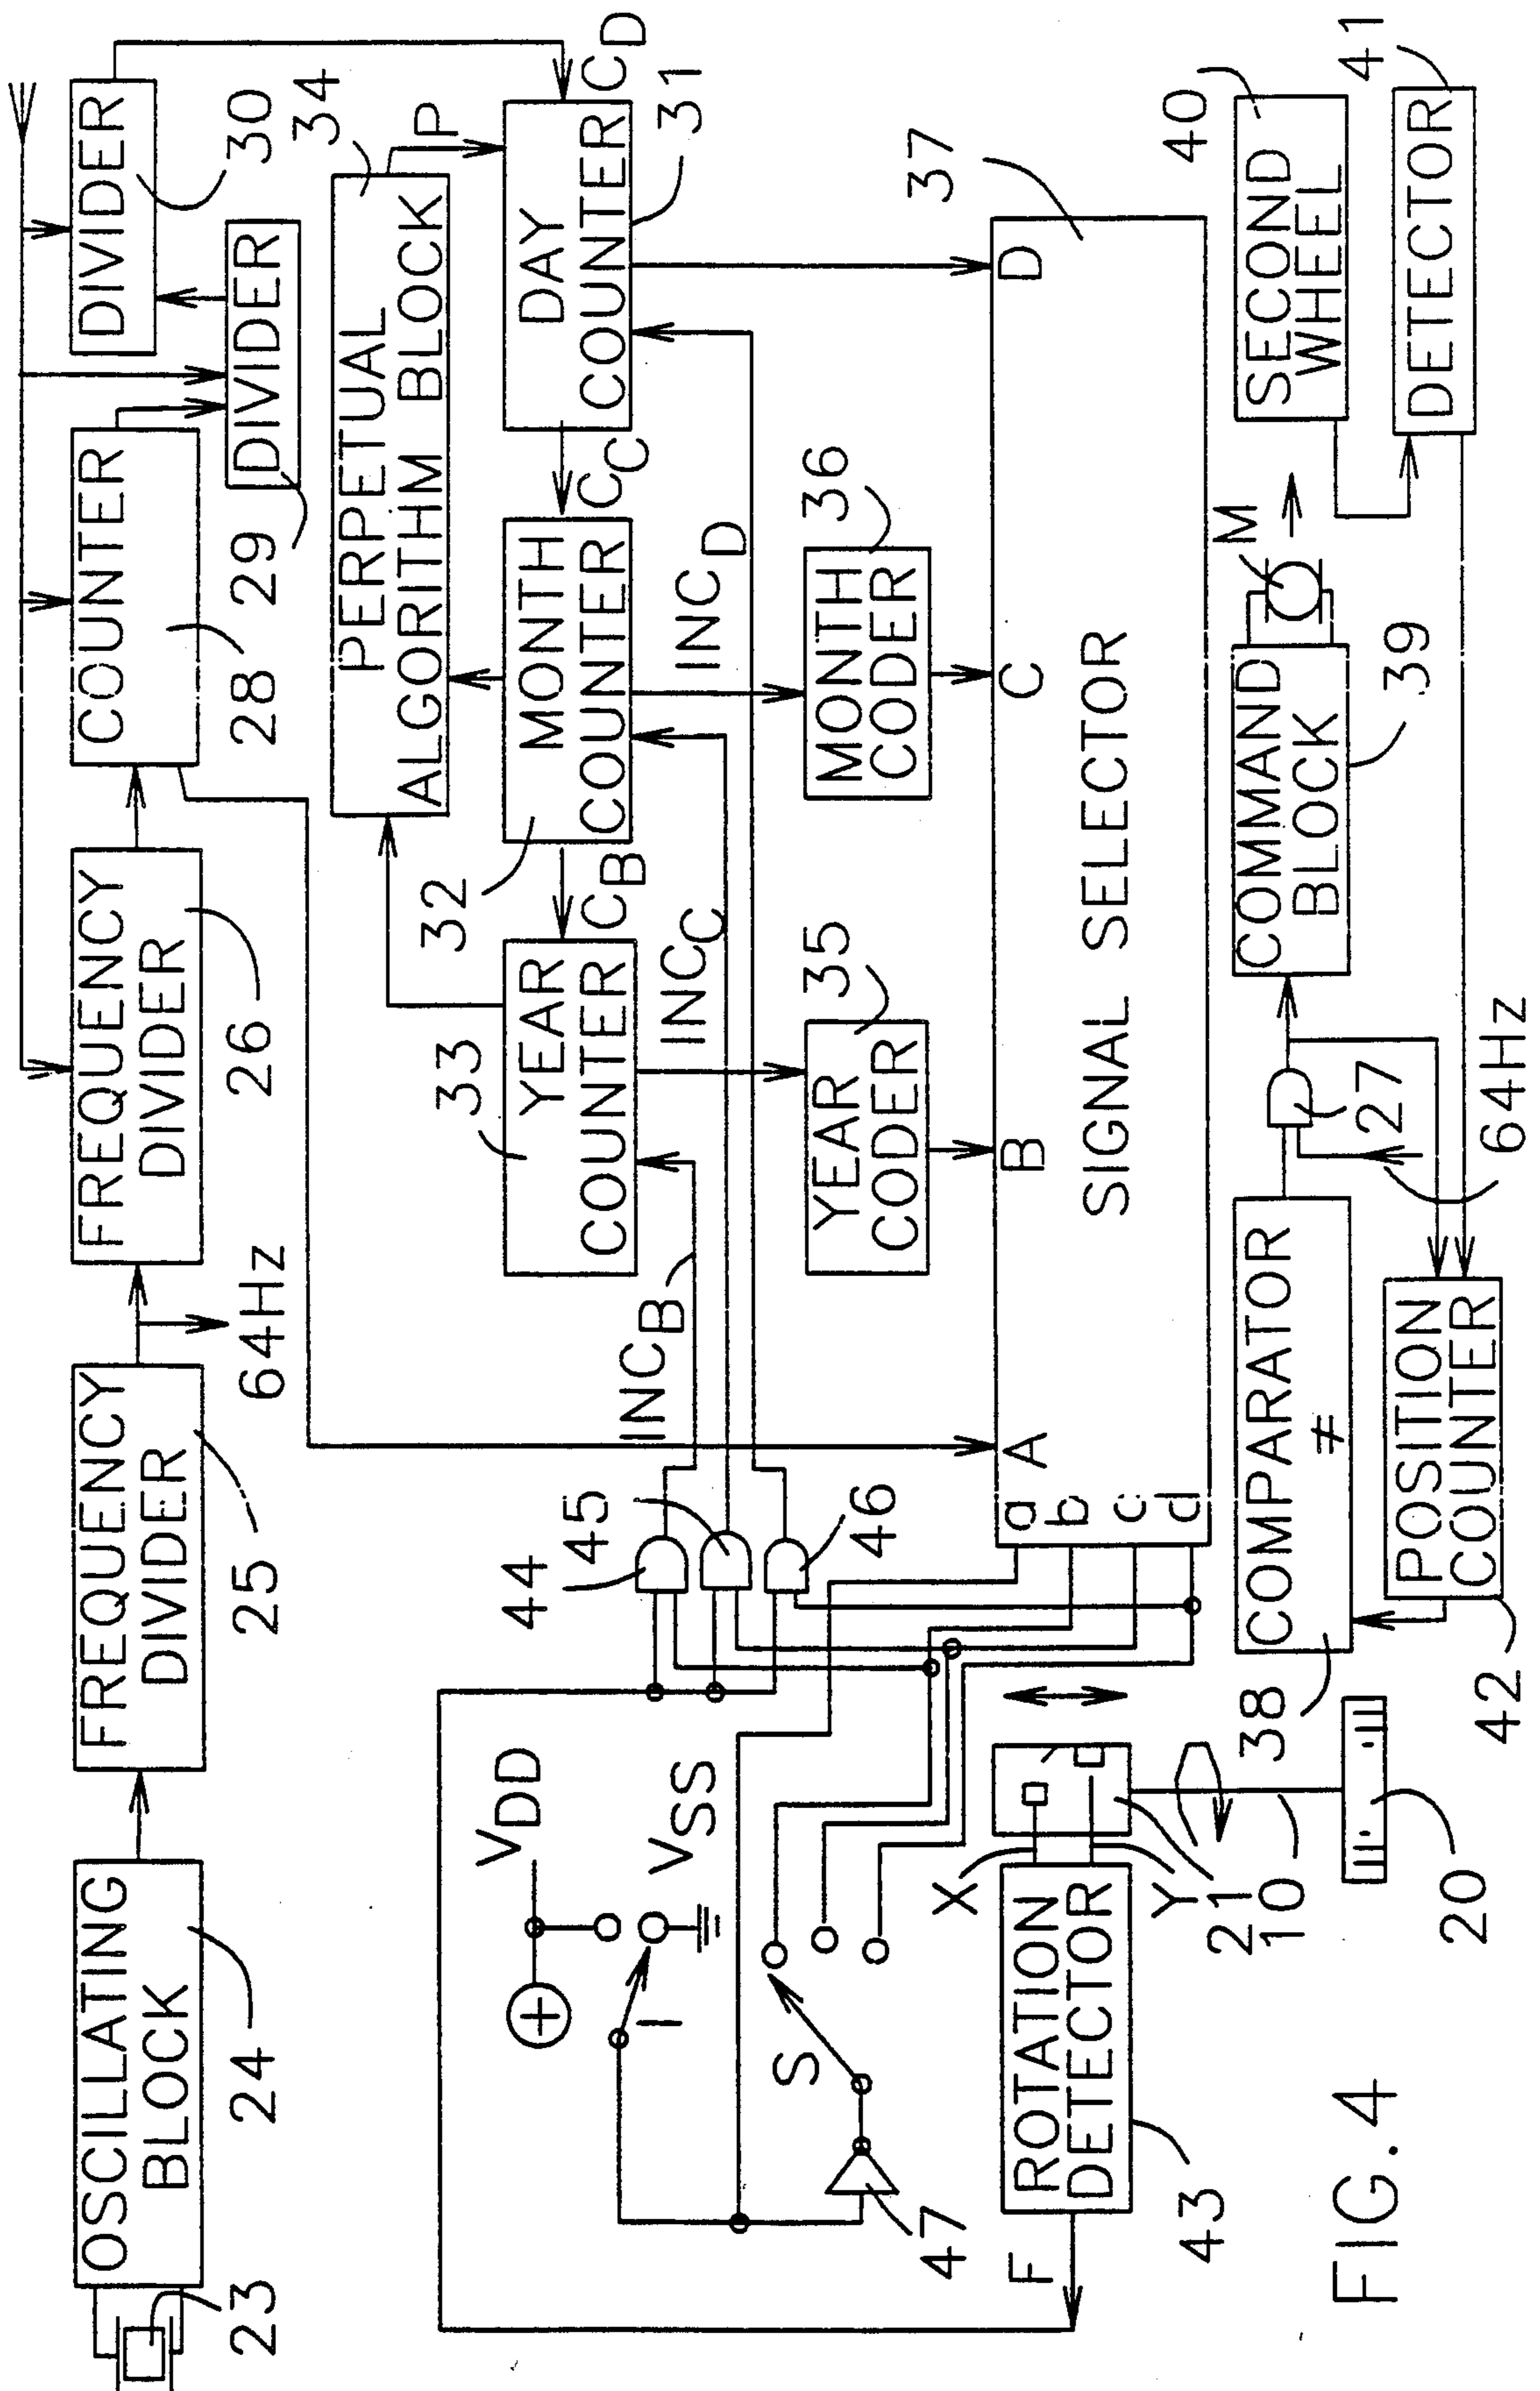 OSCILLATING
BLOCK
FREQUENCY
DIVIDER
FREQUENCY
DIVIDER
COUNTER
DIVIDER
23
24
25
64Hz
26
28
29
DIVIDER
30
34
PERPETUAL
ALGORITHM BLOCK
P
33
YEAR
COUNTER
32
MONTH
COUNTER
DAY
COUNTER
CB
CC
CD
31
INCB
INCC
INCD
44
45
46
VDD
VSS
I
S
47
35
YEAR
CODER
36
MONTH
CODER
37
A
B
C
D
a
b
c
d
SIGNAL SELECTOR
F
ROTATION
DETECTOR
43
X
Y
21
10
20
38
COMPARATOR
≠
27
COMMAND
BLOCK
39
M
SECOND
WHEEL
40
POSITION
COUNTER
42
64Hz
DETECTOR
41
FIG.4